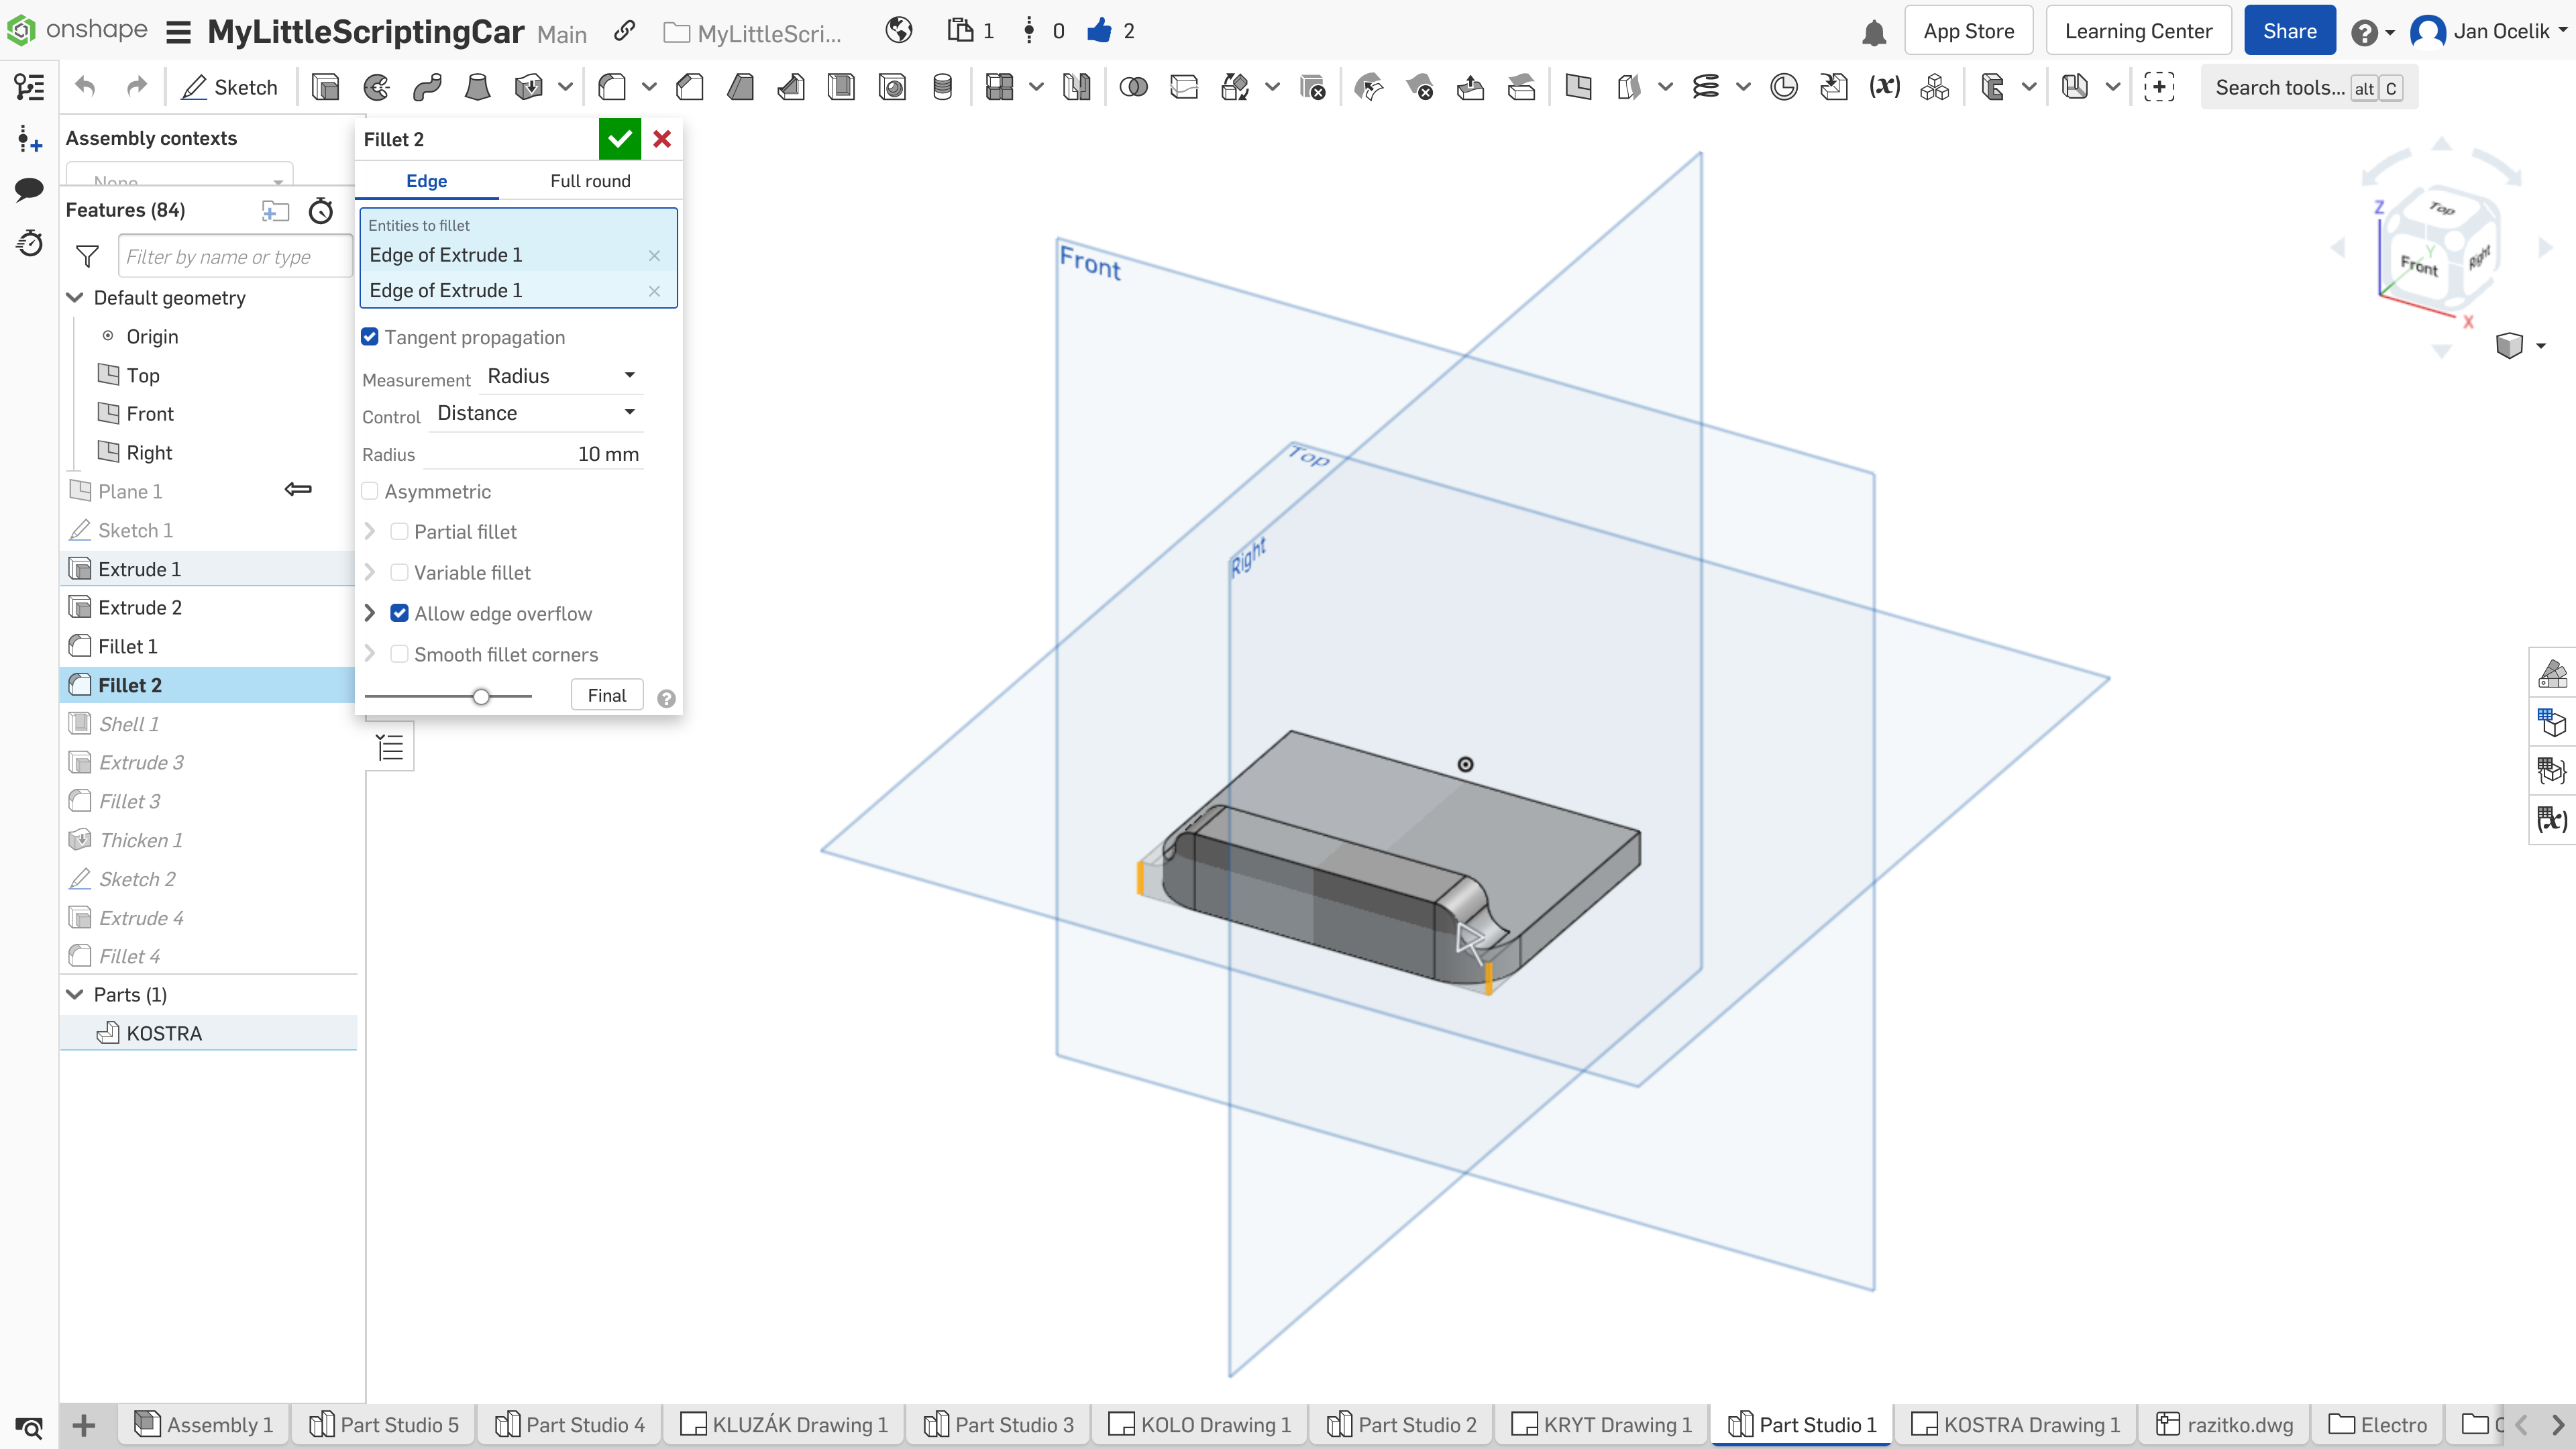 onshape MyLittleScriptingCar Main MyLittleScri... 1 0 2 App Store Learning Center Share Jan Ocelik
Sketch (x) Search tools... alt C
Assembly contexts
None
Features (84)
Filter by name or type
Default geometry
Origin
Top
Front
Right
Plane 1
Sketch 1
Extrude 1
Extrude 2
Fillet 1
Fillet 2
Shell 1
Extrude 3
Fillet 3
Thicken 1
Sketch 2
Extrude 4
Fillet 4
Parts (1)
KOSTRA
Fillet 2
Edge Full round
Entities to fillet
Edge of Extrude 1
Edge of Extrude 1
Tangent propagation
Measurement Radius
Control Distance
Radius 10 mm
Asymmetric
Partial fillet
Variable fillet
Allow edge overflow
Smooth fillet corners
Final
Front
Top
Right
Z
Top
Y
Front
Right
X
(x)
Assembly 1 Part Studio 5 Part Studio 4 KLUZÁK Drawing 1 Part Studio 3 KOLO Drawing 1 Part Studio 2 KRYT Drawing 1 Part Studio 1 KOSTRA Drawing 1 razitko.dwg Electro